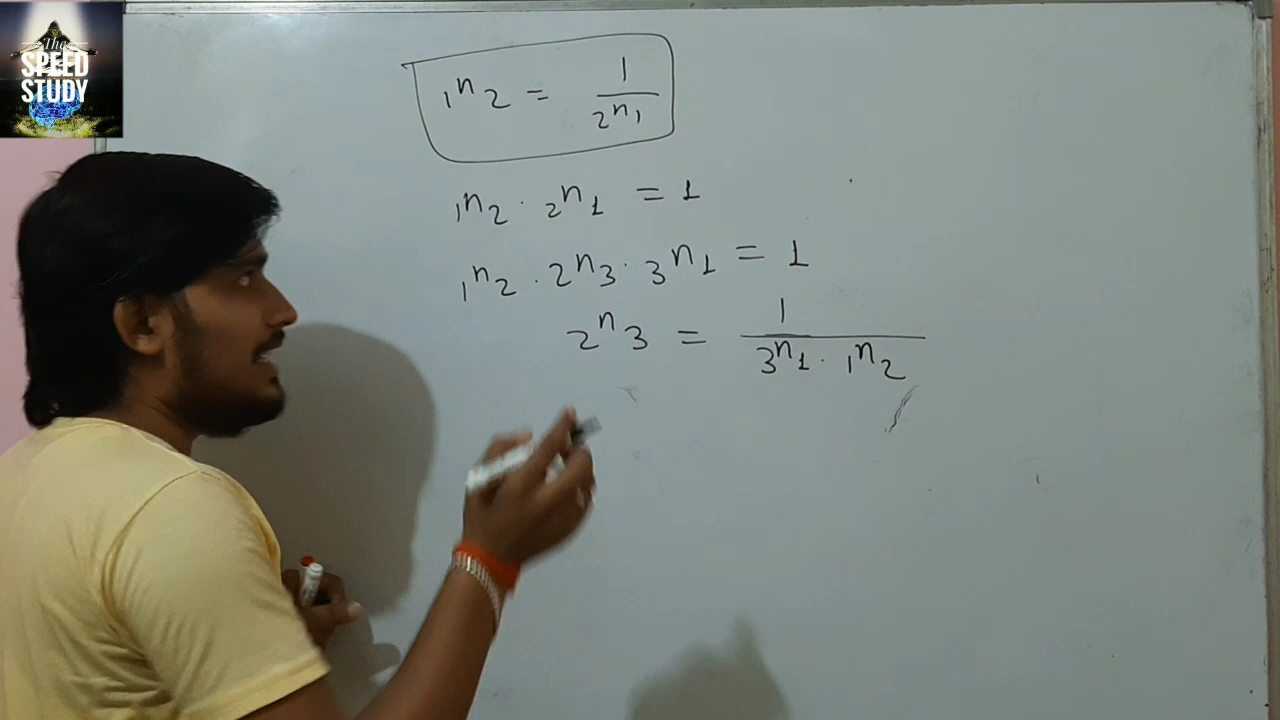 The
SPEED
STUDY
₁n₂ = 1/₂n₁
₁n₂ · ₂n₁ = 1
₁n₂ · ₂n₃ · ₃n₁ = 1
₂n₃ = 1/₃n₁ · ₁n₂